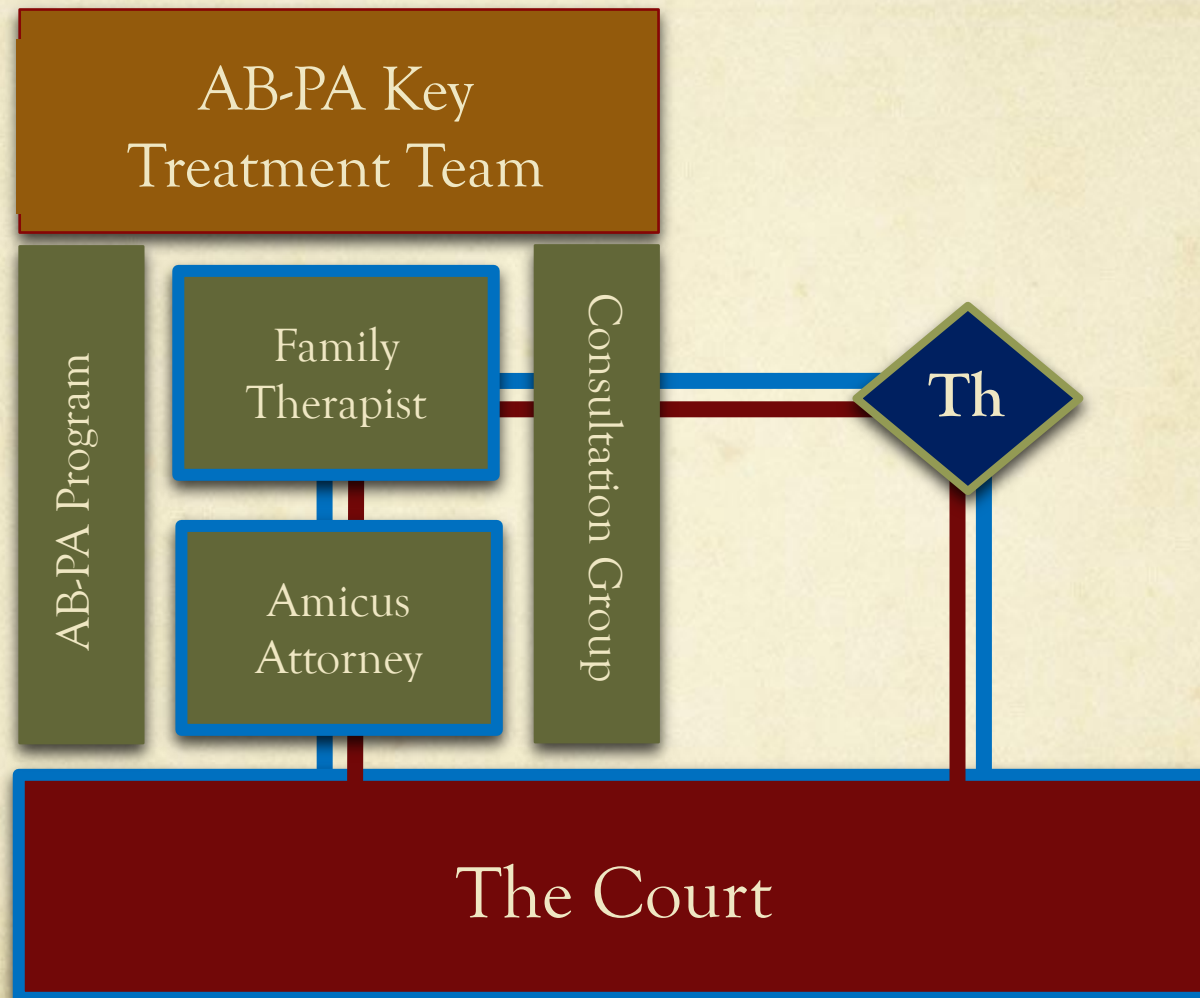 AB-PA Key
Treatment Team
AB-PA Program
Family
Therapist
Consultation Group
Th
Amicus
Attorney
The Court